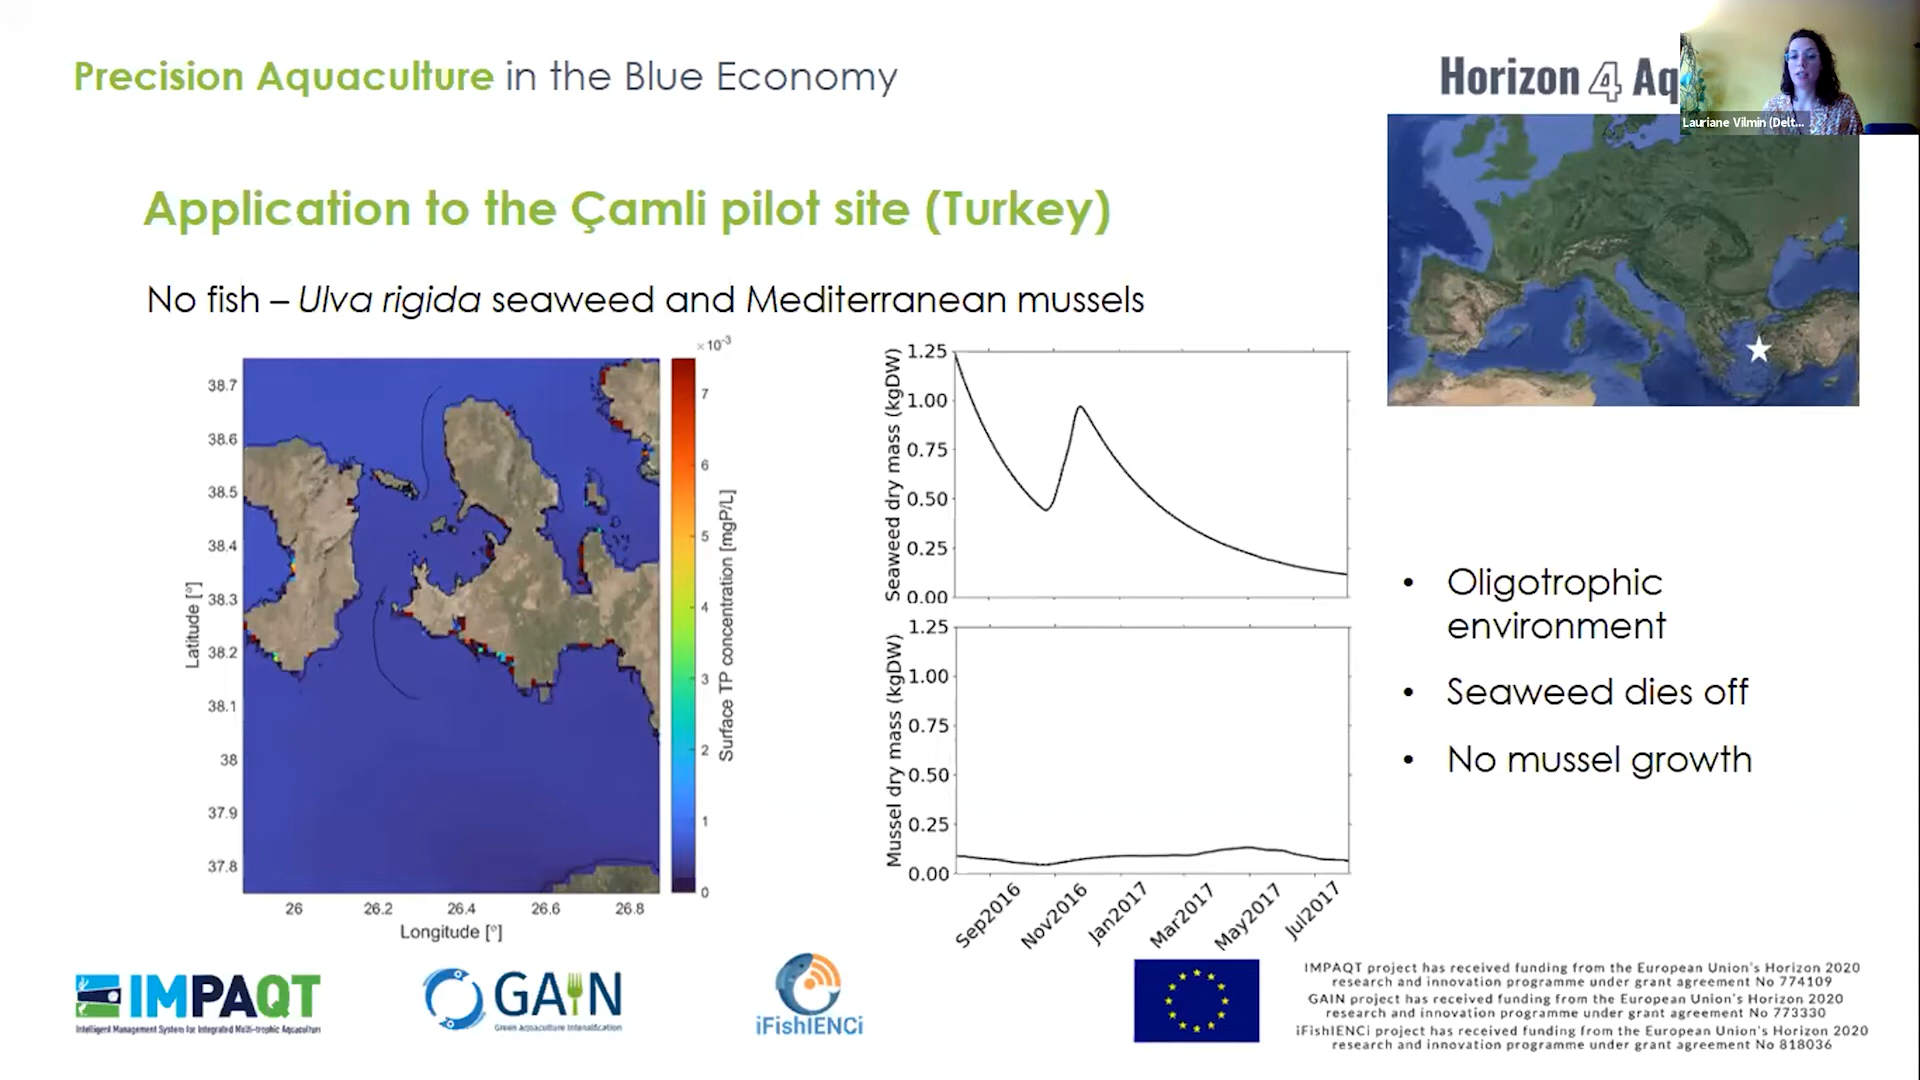 Precision Aquaculture in the Blue Economy
Horizon 4 Aq
Lauriane Vilmin (Delt...
Application to the Çamli pilot site (Turkey)
No fish – Ulva rigida seaweed and Mediterranean mussels
×10-3
38.7
38.6
38.5
38.4
38.3
38.2
38.1
38
37.9
37.8
Latitude [°]
26
26.2
26.4
26.6
26.8
Longitude [°]
7
6
5
4
3
2
1
0
Surface TP concentration [mgP/L]
1.25
1.00
0.75
0.50
0.25
0.00
Seaweed dry mass (kgDW)
1.25
1.00
0.75
0.50
0.25
0.00
Mussel dry mass (kgDW)
Sep2016
Nov2016
Jan2017
Mar2017
May2017
Jul2017
• Oligotrophic
environment
• Seaweed dies off
• No mussel growth
IMPAQT
Intelligent Management System for Integrated Multi-trophic Aquaculture
GAIN
Green Aquaculture Intensification
iFishIENCi
IMPAQT project has received funding from the European Union's Horizon 2020
research and innovation programme under grant agreement No 774109
GAIN project has received funding from the European Union's Horizon 2020
research and innovation programme under grant agreement No 773330
iFishIENCi project has received funding from the European Union's Horizon 2020
research and innovation programme under grant agreement No 818036